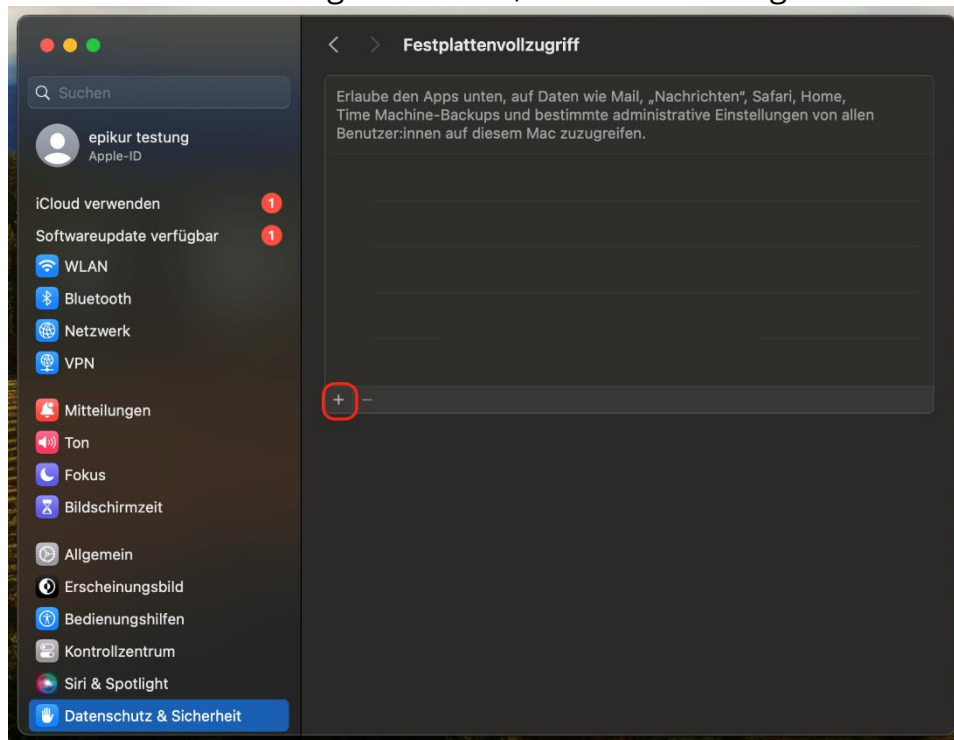 Festplattenvollzugriff
Suchen
epikur testung
Apple-ID
iCloud verwenden 1
Softwareupdate verfügbar 1
WLAN
Bluetooth
Netzwerk
VPN
Mitteilungen
Ton
Fokus
Bildschirmzeit
Allgemein
Erscheinungsbild
Bedienungshilfen
Kontrollzentrum
Siri & Spotlight
Datenschutz & Sicherheit
Erlaube den Apps unten, auf Daten wie Mail, „Nachrichten“, Safari, Home,
Time Machine-Backups und bestimmte administrative Einstellungen von allen
Benutzer:innen auf diesem Mac zuzugreifen.
+ −